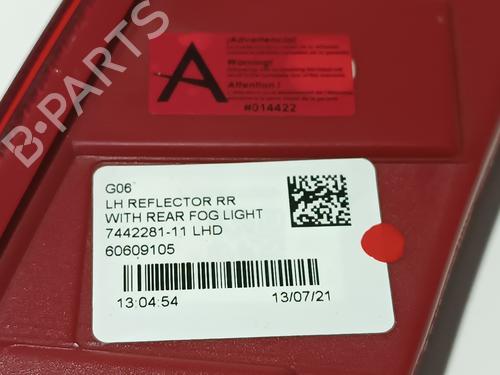 ¡Advertencia!
A
Warning!
Attention !
#014422
B-PARTS
G06
LH REFLECTOR RR
WITH REAR FOG LIGHT
7442281-11 LHD
60609105
13:04:54
13/07/21